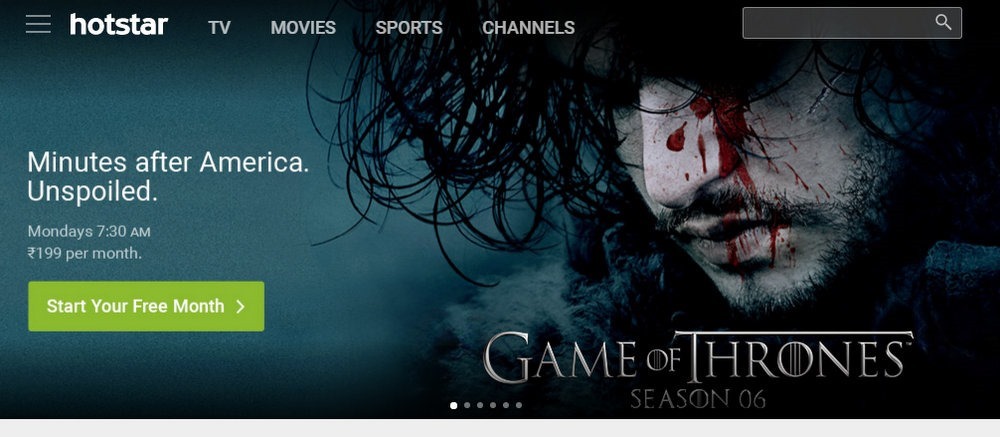 hotstar TV MOVIES SPORTS CHANNELS
Minutes after America.
Unspoiled.
Mondays 7:30 AM
₹199 per month.
Start Your Free Month
GAME OF THRONES
SEASON 06